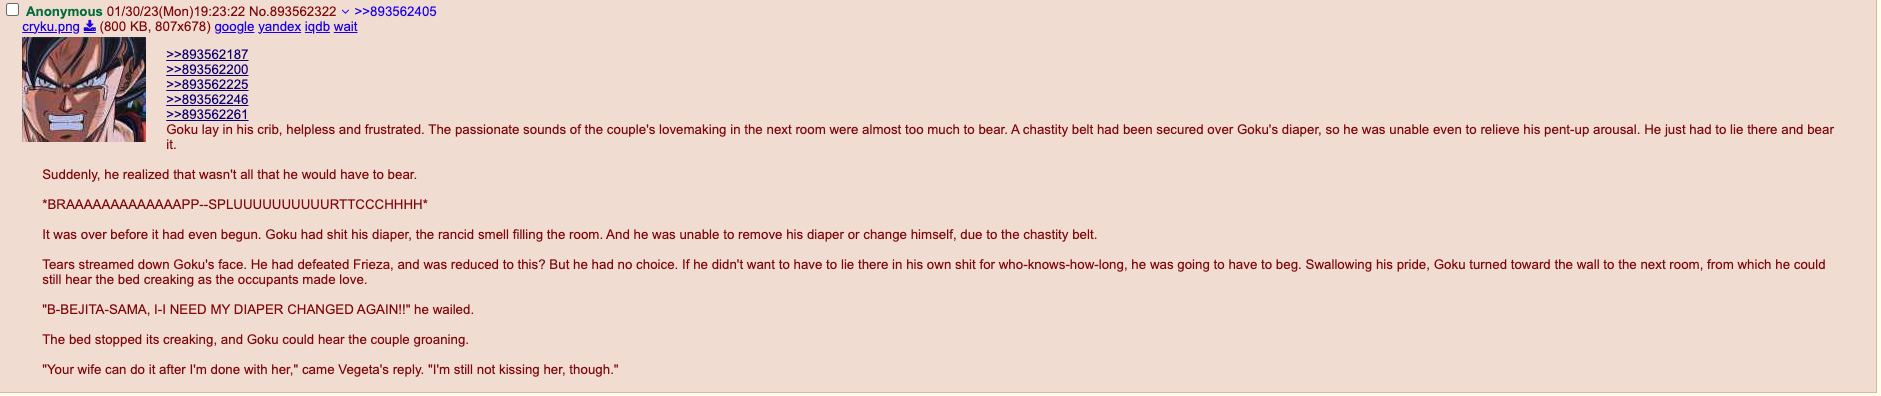 Anonymous 01/30/23(Mon)19:23:22 No.893562322 >>893562405
cryku.png (800 KB, 807x678) google yandex iqdb wait
>>893562187
>>893562200
>>893562225
>>893562246
>>893562261
Goku lay in his crib, helpless and frustrated. The passionate sounds of the couple's lovemaking in the next room were almost too much to bear. A chastity belt had been secured over Goku's diaper, so he was unable even to relieve his pent-up arousal. He just had to lie there and bear
it.
Suddenly, he realized that wasn't all that he would have to bear.
*BRAAAAAAAAAAAAAPP--SPLUUUUUUUUUURTTCCCHHHH*
It was over before it had even begun. Goku had shit his diaper, the rancid smell filling the room. And he was unable to remove his diaper or change himself, due to the chastity belt.
Tears streamed down Goku's face. He had defeated Frieza, and was reduced to this? But he had no choice. If he didn't want to have to lie there in his own shit for who-knows-how-long, he was going to have to beg. Swallowing his pride, Goku turned toward the wall to the next room, from which he could
still hear the bed creaking as the occupants made love.
"B-BEJITA-SAMA, I-I NEED MY DIAPER CHANGED AGAIN!!" he wailed.
The bed stopped its creaking, and Goku could hear the couple groaning.
"Your wife can do it after I'm done with her," came Vegeta's reply. "I'm still not kissing her, though."